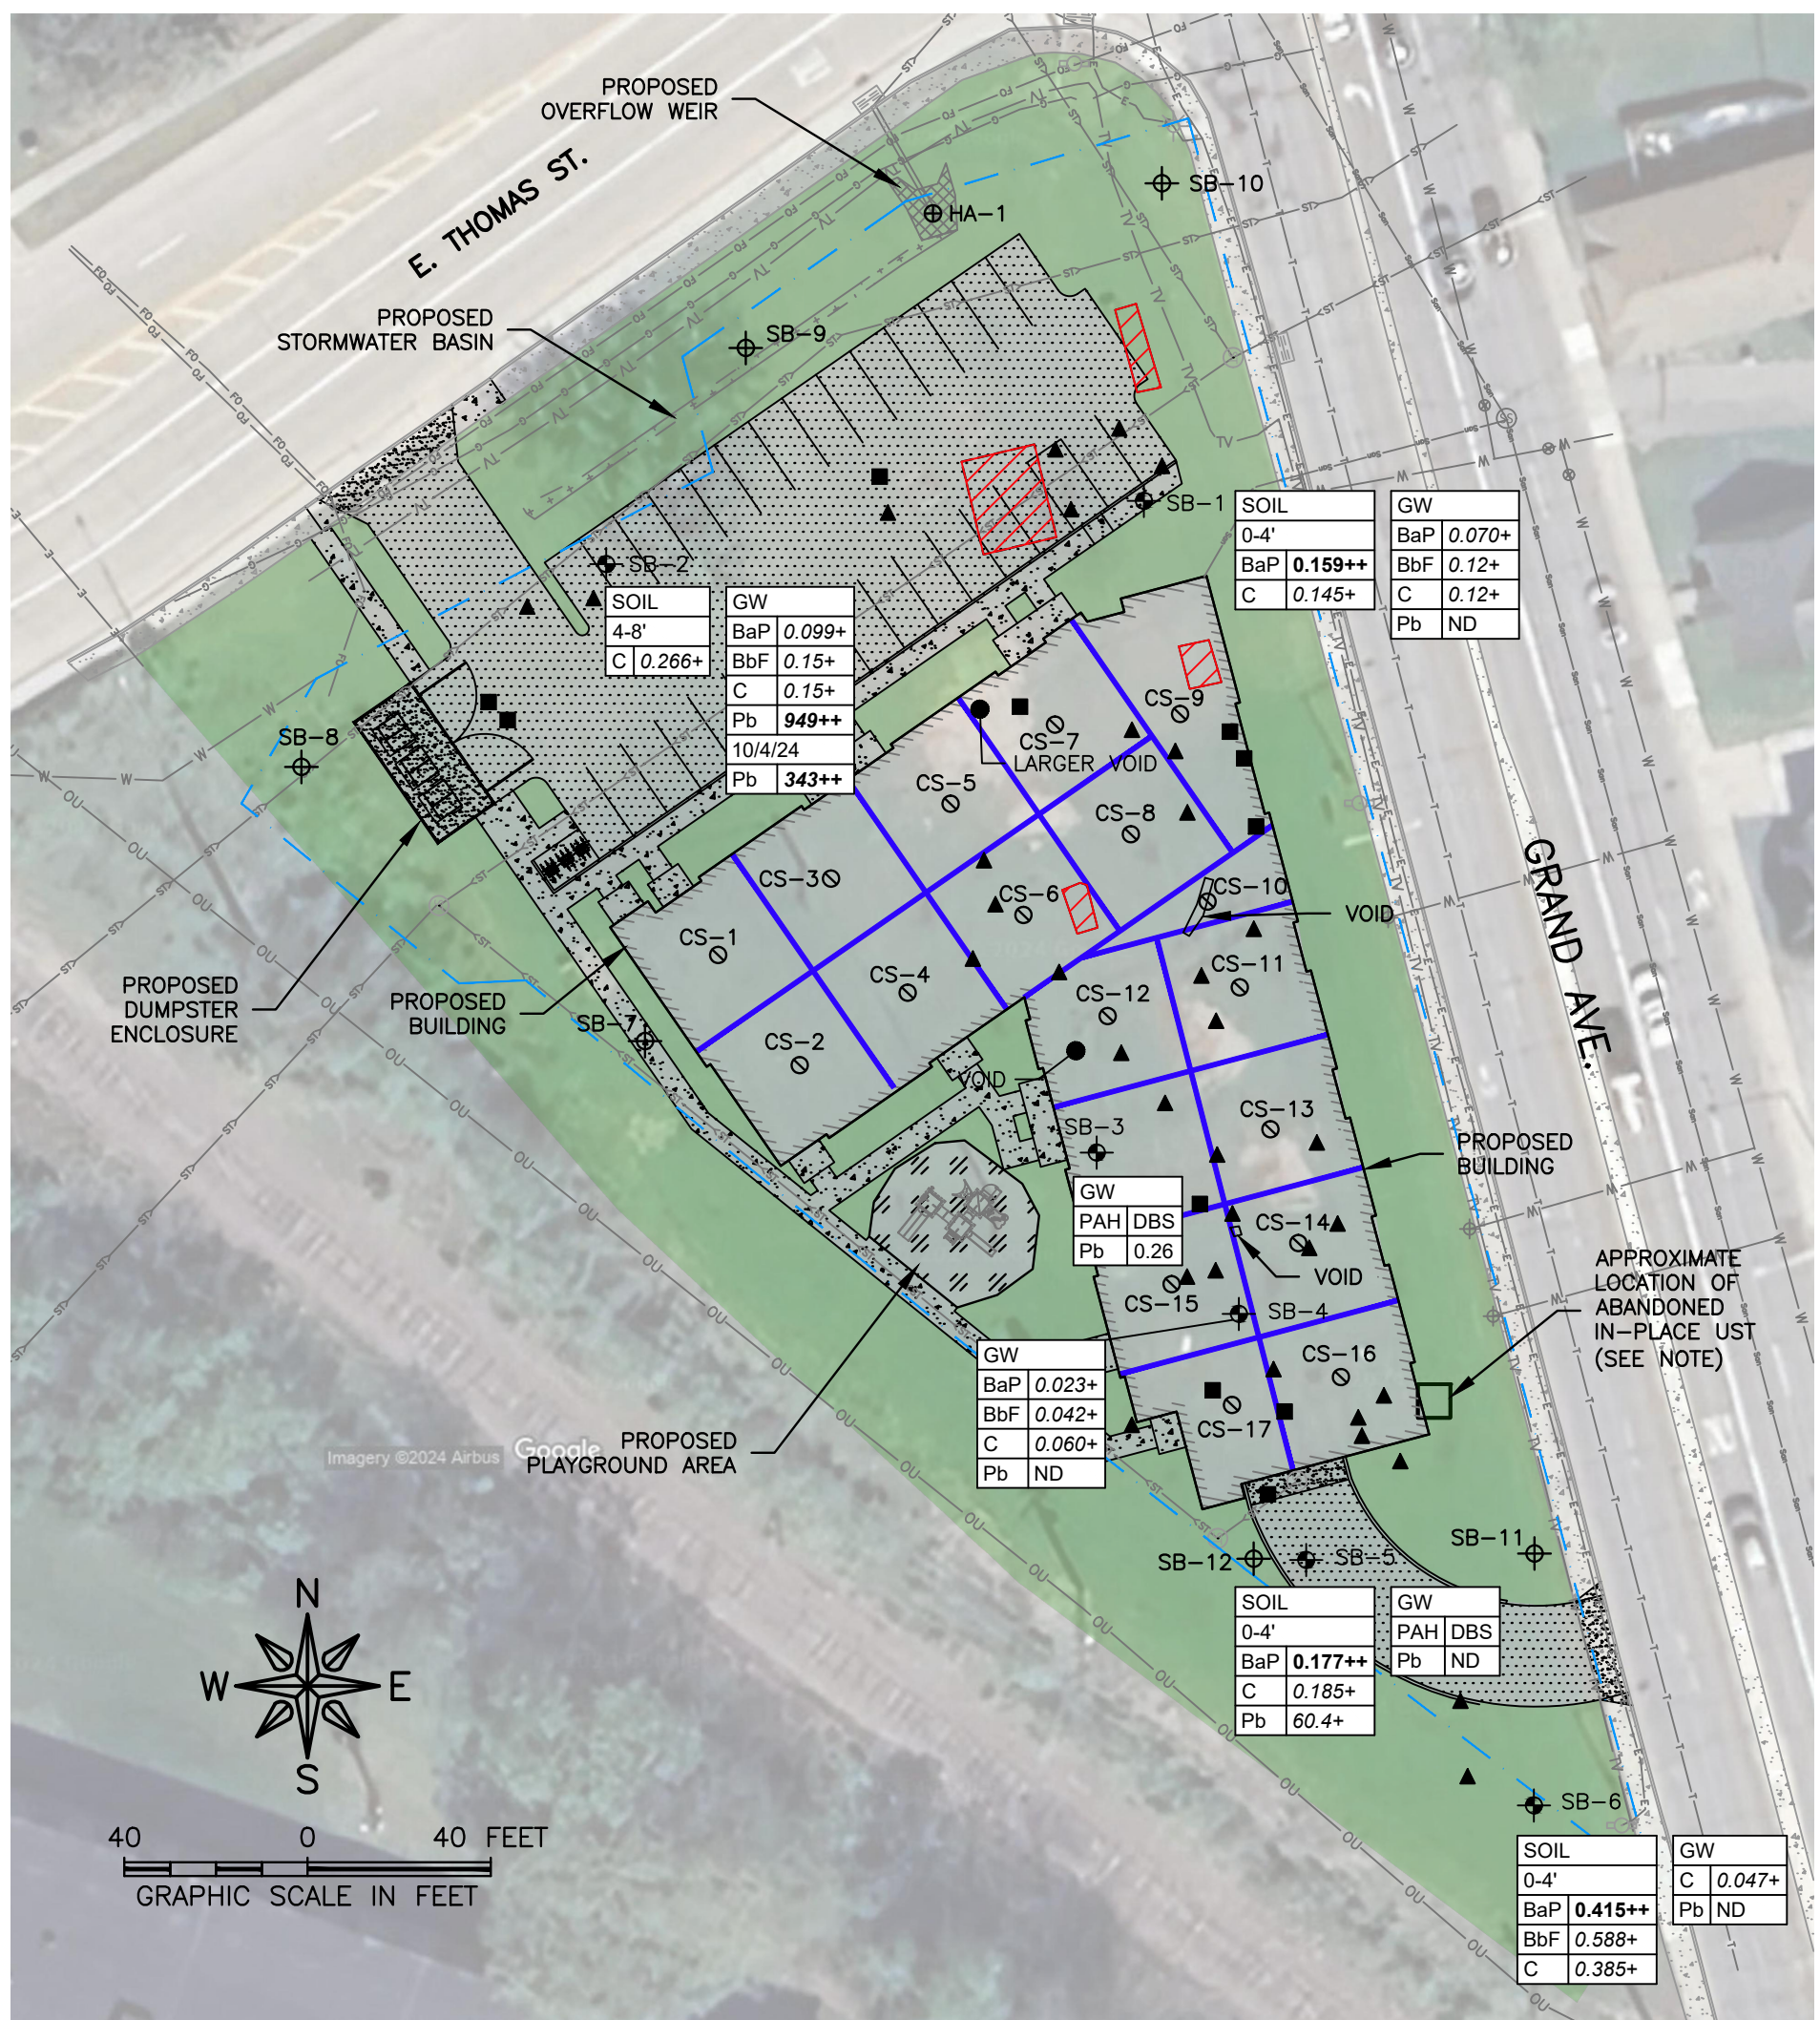 PROPOSED
OVERFLOW WEIR
E. THOMAS ST.
SB-10
HA-1
PROPOSED
STORMWATER BASIN
SB-9
SB-1
SOIL
0-4'
BaP 0.159++
C 0.145+
GW
BaP 0.070+
BbF 0.12+
C 0.12+
Pb ND
SB-2
SOIL
4-8'
C 0.266+
GW
BaP 0.099+
BbF 0.15+
C 0.15+
Pb 949++
10/4/24
Pb 343++
SB-8
CS-9
CS-7
LARGER VOID
CS-5
CS-8
CS-3
CS-10
VOID
CS-6
CS-1
CS-4
CS-11
CS-12
GRAND AVE.
PROPOSED
DUMPSTER
ENCLOSURE
PROPOSED
BUILDING
SB-7
CS-2
VOID
CS-13
SB-3
PROPOSED
BUILDING
GW
PAH DBS
Pb 0.26
CS-14
VOID
CS-15
SB-4
APPROXIMATE
LOCATION OF
ABANDONED
IN-PLACE UST
(SEE NOTE)
GW
BaP 0.023+
BbF 0.042+
C 0.060+
Pb ND
CS-16
CS-17
PROPOSED
PLAYGROUND AREA
Imagery ©2024 Airbus
Google
SB-11
SB-12
SB-5
SOIL
0-4'
BaP 0.177++
C 0.185+
Pb 60.4+
GW
PAH DBS
Pb ND
N
W E
S
SB-6
SOIL
0-4'
BaP 0.415++
BbF 0.588+
C 0.385+
GW
C 0.047+
Pb ND
40 0 40 FEET
GRAPHIC SCALE IN FEET